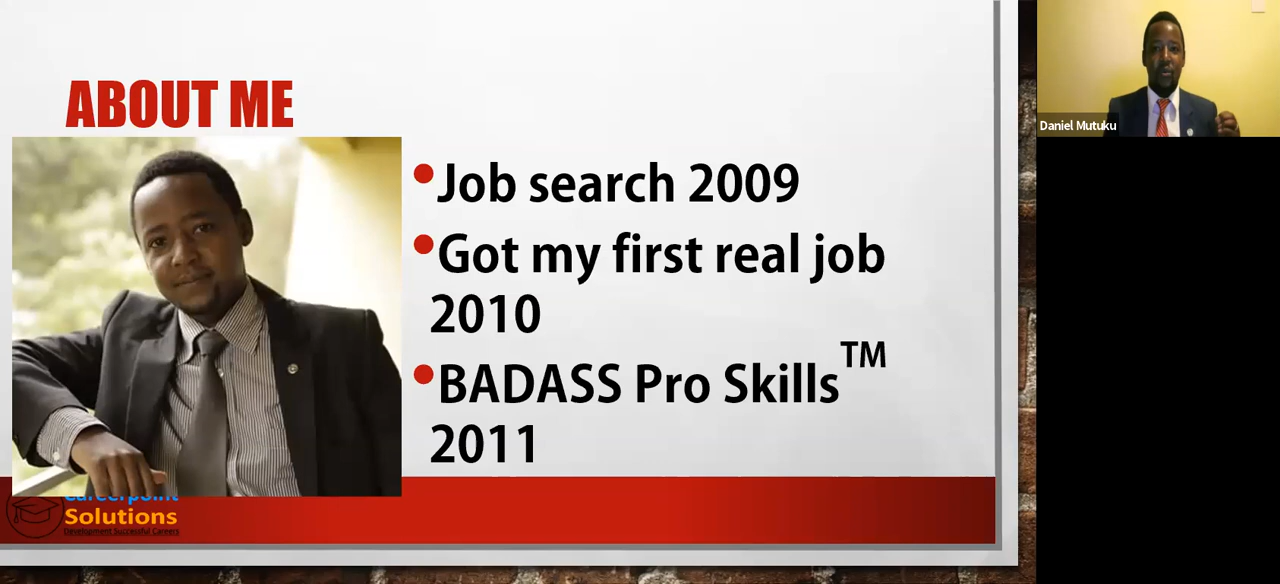 ABOUT ME
•Job search 2009
•Got my first real job
2010
•BADASS Pro Skills™
2011
Careerpoint
Solutions
Development Successful Careers
Daniel Mutuku